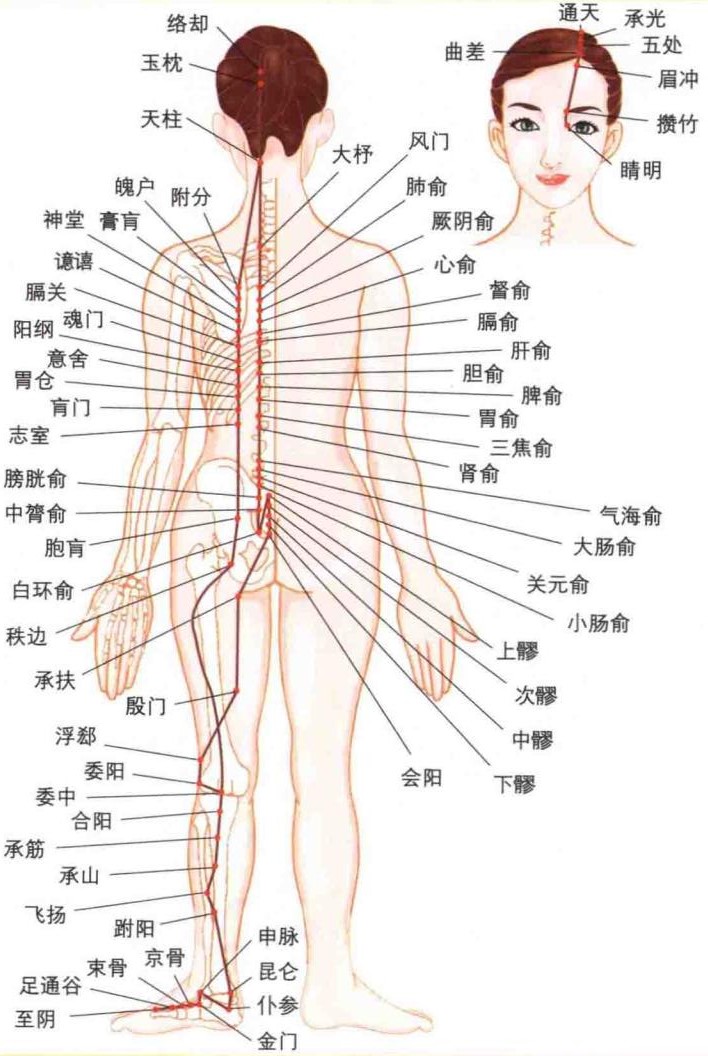 络却
玉枕
天柱
通天
承光
五处
曲差
眉冲
攒竹
睛明
大杼
风门
魄户
附分
肺俞
神堂
膏肓
厥阴俞
譩譆
心俞
膈关
督俞
魂门
膈俞
阳纲
肝俞
意舍
胆俞
胃仓
脾俞
肓门
胃俞
志室
三焦俞
肾俞
膀胱俞
中膂俞
气海俞
胞肓
大肠俞
白环俞
关元俞
秩边
小肠俞
承扶
上髎
殷门
次髎
浮郄
中髎
委阳
会阳
下髎
委中
合阳
承筋
承山
飞扬
跗阳
申脉
京骨
束骨
昆仑
足通谷
仆参
至阴
金门